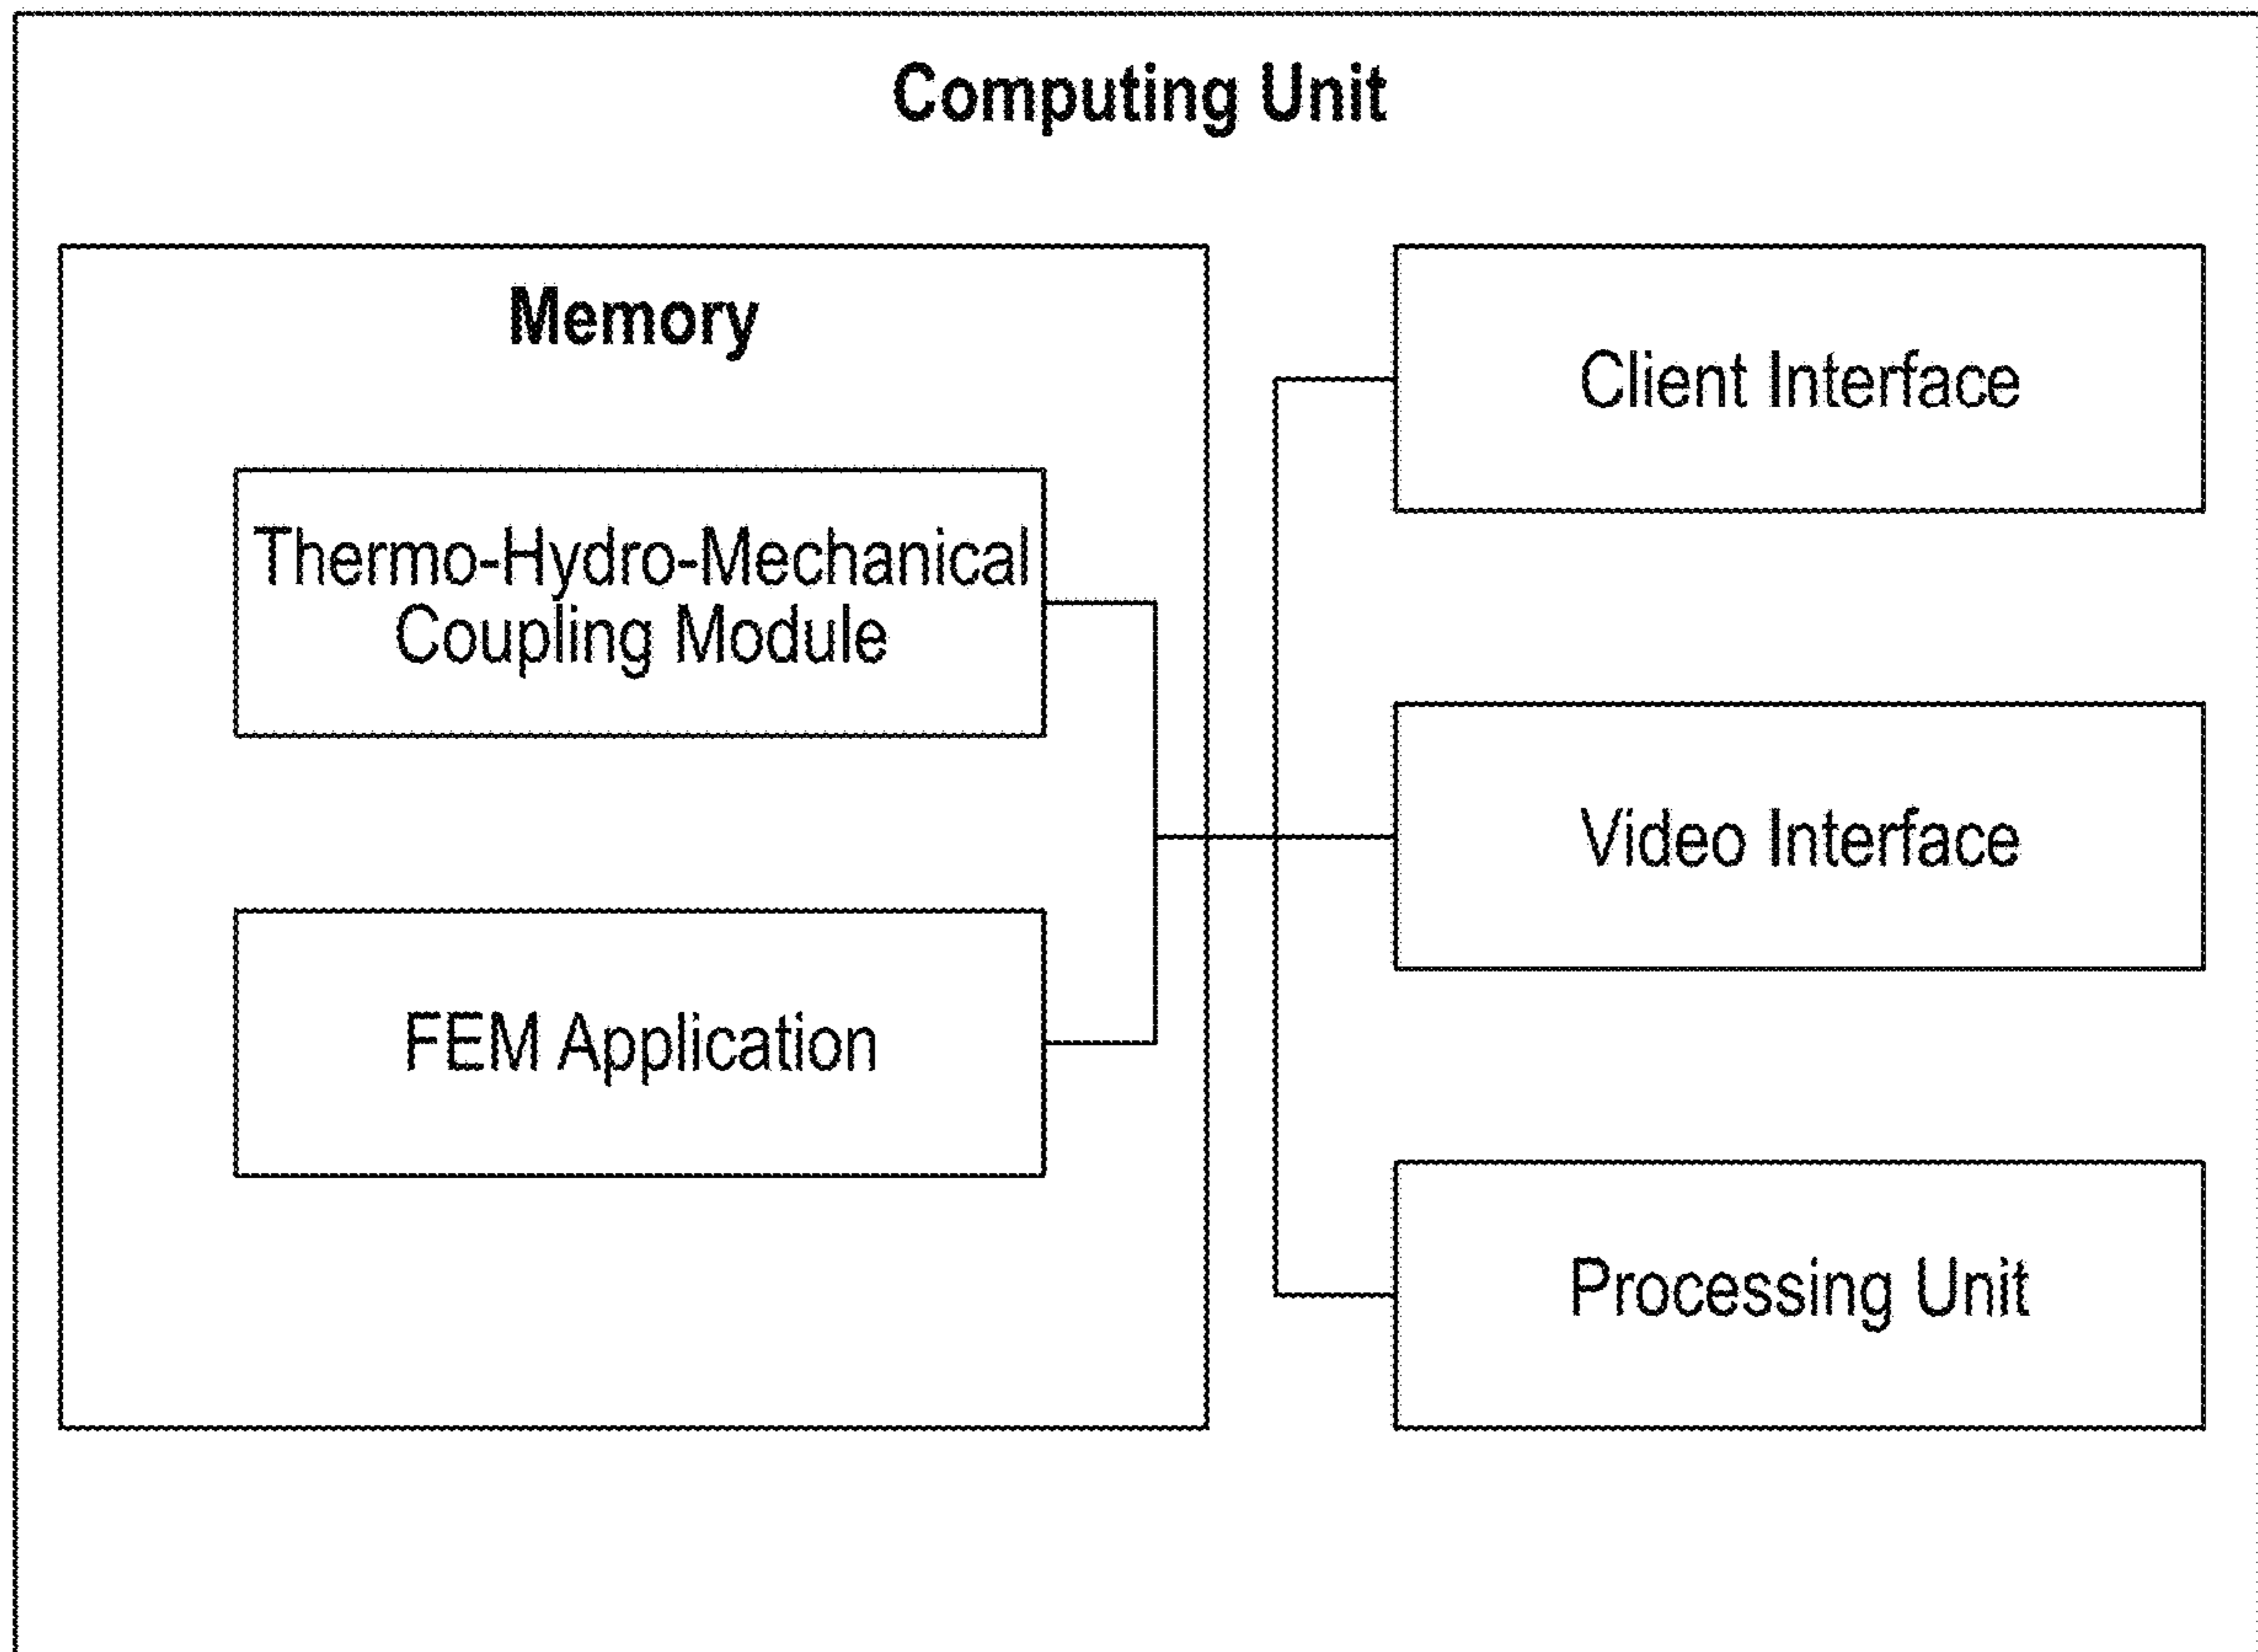 Computing Unit
Memory
Thermo-Hydro-Mechanical
Coupling Module
FEM Application
Client Interface
Video Interface
Processing Unit